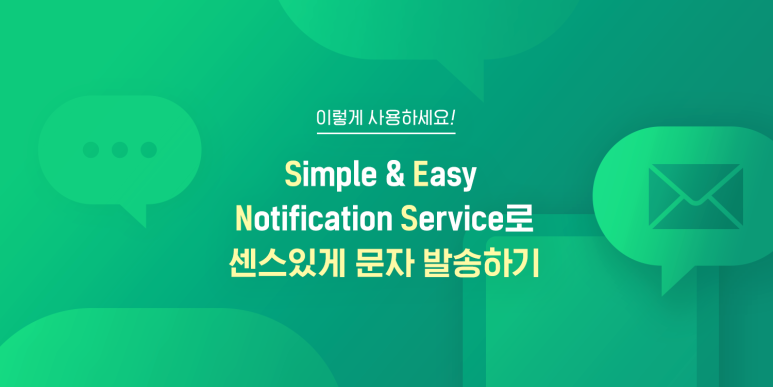 이렇게 사용하세요!
Simple & Easy
Notification Service로
센스있게 문자 발송하기